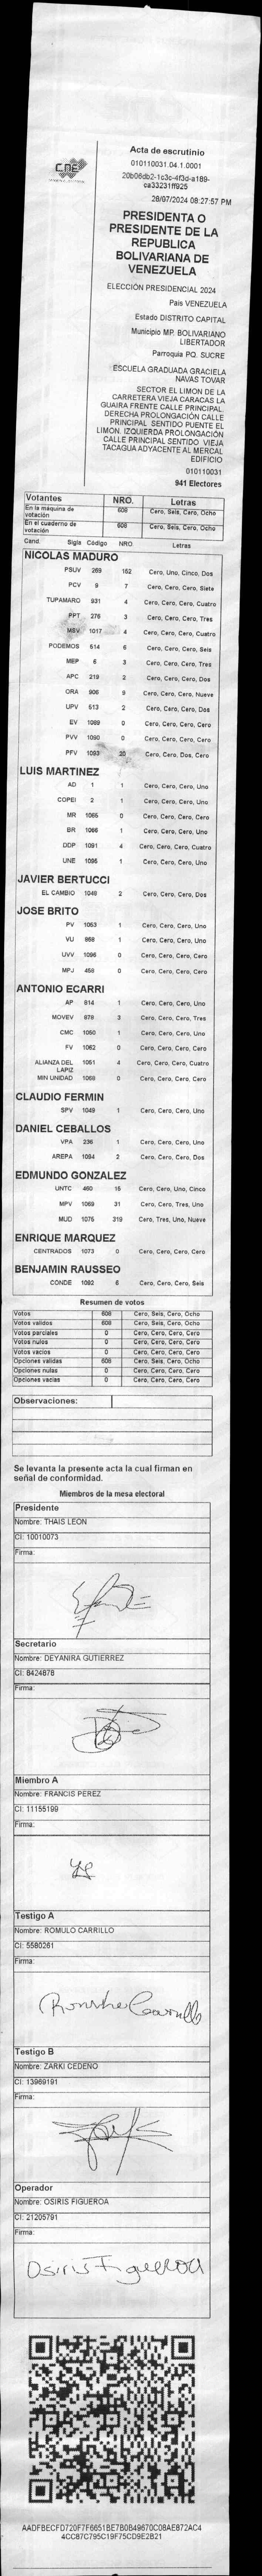 CNE
Acta de escrutinio
010110031.04.1.0001
20b06db2-1c3c-4f3d-a189-
ca33231ff925
28/07/2024 08:27:57 PM
PRESIDENTA O
PRESIDENTE DE LA
REPUBLICA
BOLIVARIANA DE
VENEZUELA
ELECCIÓN PRESIDENCIAL 2024
País VENEZUELA
Estado DISTRITO CAPITAL
Municipio MP. BOLIVARIANO
LIBERTADOR
Parroquia PQ. SUCRE
ESCUELA GRADUADA GRACIELA
NAVAS TOVAR
SECTOR EL LIMON DE LA
CARRETERA VIEJA CARACAS LA
GUAIRA FRENTE CALLE PRINCIPAL.
DERECHA PROLONGACIÓN CALLE
PRINCIPAL SENTIDO PUENTE EL
LIMON. IZQUIERDA PROLONGACIÓN
CALLE PRINCIPAL SENTIDO VIEJA
TACAGUA ADYACENTE AL MERCAL
EDIFICIO
010110031
941 Electores
Votantes NRO. Letras
En la máquina de votación 608 Cero, Seis, Cero, Ocho
En el cuaderno de votación 608 Cero, Seis, Cero, Ocho
Cand. Sigla Código NRO Letras
NICOLAS MADURO
PSUV 269 152 Cero, Uno, Cinco, Dos
PCV 9 7 Cero, Cero, Cero, Siete
TUPAMARO 931 4 Cero, Cero, Cero, Cuatro
PPT 276 3 Cero, Cero, Cero, Tres
MSV 1017 4 Cero, Cero, Cero, Cuatro
PODEMOS 514 6 Cero, Cero, Cero, Seis
MEP 6 3 Cero, Cero, Cero, Tres
APC 219 2 Cero, Cero, Cero, Dos
ORA 906 9 Cero, Cero, Cero, Nueve
UPV 513 2 Cero, Cero, Cero, Dos
EV 1089 0 Cero, Cero, Cero, Cero
PVV 1090 0 Cero, Cero, Cero, Cero
PFV 1093 20 Cero, Cero, Dos, Cero
LUIS MARTINEZ
AD 1 1 Cero, Cero, Cero, Uno
COPEI 2 1 Cero, Cero, Cero, Uno
MR 1065 0 Cero, Cero, Cero, Cero
BR 1066 1 Cero, Cero, Cero, Uno
DDP 1091 4 Cero, Cero, Cero, Cuatro
UNE 1095 1 Cero, Cero, Cero, Uno
JAVIER BERTUCCI
EL CAMBIO 1048 2 Cero, Cero, Cero, Dos
JOSE BRITO
PV 1053 1 Cero, Cero, Cero, Uno
VU 868 1 Cero, Cero, Cero, Uno
UVV 1096 0 Cero, Cero, Cero, Cero
MPJ 458 0 Cero, Cero, Cero, Cero
ANTONIO ECARRI
AP 814 1 Cero, Cero, Cero, Uno
MOVEV 878 3 Cero, Cero, Cero, Tres
CMC 1050 1 Cero, Cero, Cero, Uno
FV 1062 0 Cero, Cero, Cero, Cero
ALIANZA DEL LAPIZ 1051 4 Cero, Cero, Cero, Cuatro
MIN UNIDAD 1068 0 Cero, Cero, Cero, Cero
CLAUDIO FERMIN
SPV 1049 1 Cero, Cero, Cero, Uno
DANIEL CEBALLOS
VPA 236 1 Cero, Cero, Cero, Uno
AREPA 1094 2 Cero, Cero, Cero, Dos
EDMUNDO GONZALEZ
UNTC 460 15 Cero, Cero, Uno, Cinco
MPV 1069 31 Cero, Cero, Tres, Uno
MUD 1075 319 Cero, Tres, Uno, Nueve
ENRIQUE MARQUEZ
CENTRADOS 1073 0 Cero, Cero, Cero, Cero
BENJAMIN RAUSSEO
CONDE 1092 6 Cero, Cero, Cero, Seis
Resumen de votos
Votos 608 Cero, Seis, Cero, Ocho
Votos validos 608 Cero, Seis, Cero, Ocho
Votos parciales 0 Cero, Cero, Cero, Cero
Votos nulos 0 Cero, Cero, Cero, Cero
Votos vacios 0 Cero, Cero, Cero, Cero
Opciones validas 608 Cero, Seis, Cero, Ocho
Opciones nulas 0 Cero, Cero, Cero, Cero
Opciones vacias 0 Cero, Cero, Cero, Cero
Observaciones:
Se levanta la presente acta la cual firman en
señal de conformidad.
Miembros de la mesa electoral
Presidente
Nombre: THAIS LEON
CI: 10010073
Firma:
Secretario
Nombre: DEYANIRA GUTIERREZ
CI: 8424878
Firma:
Miembro A
Nombre: FRANCIS PEREZ
CI: 11155199
Firma:
Testigo A
Nombre: ROMULO CARRILLO
CI: 5580261
Firma:
Testigo B
Nombre: ZARKI CEDEÑO
CI: 13969191
Firma:
Operador
Nombre: OSIRIS FIGUEROA
CI: 21205791
Firma:
Osiris Figueroa
AADFBECFD720F7F6651BE7B0B49670C08AE872AC4
4CC87C795C19F75CD9E2B21